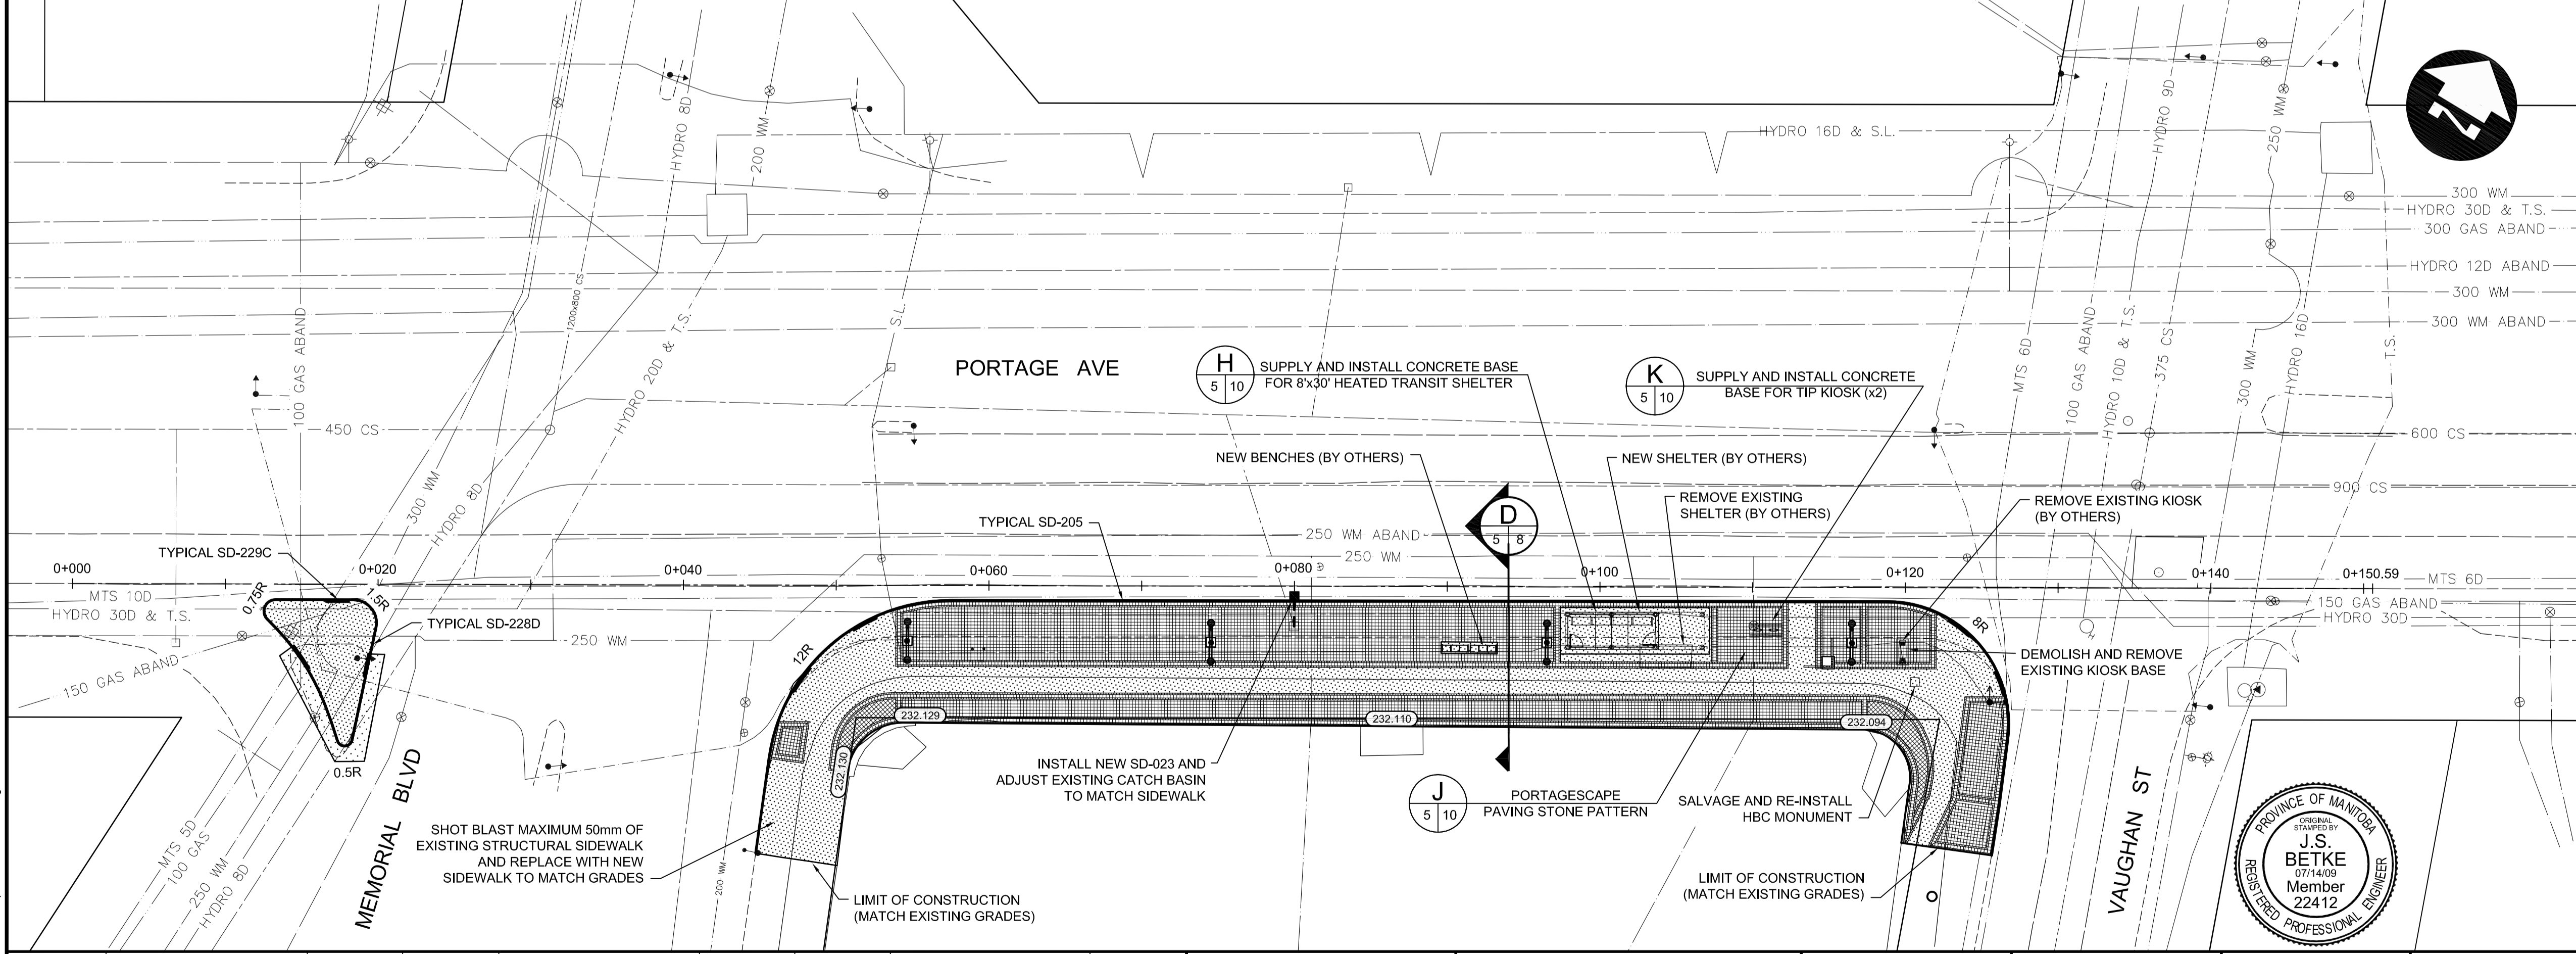 HYDRO 8D
200 WM
HYDRO 16D & S.L.
HYDRO 9D
250 WM
300 WM
HYDRO 30D & T.S.
300 GAS ABAND
HYDRO 12D ABAND
300 WM
300 WM ABAND
100 GAS ABAND
1200x800 CS
HYDRO 20D & T.S.
S.L.
PORTAGE AVE
H
5 10
SUPPLY AND INSTALL CONCRETE BASE
FOR 8'x30' HEATED TRANSIT SHELTER
K
5 10
SUPPLY AND INSTALL CONCRETE
BASE FOR TIP KIOSK (x2)
MTS 6D
100 GAS ABAND
HYDRO 10D & T.S.
375 CS
300 WM
HYDRO 16D
T.S.
450 CS
600 CS
300 WM
HYDRO 8D
NEW BENCHES (BY OTHERS)
NEW SHELTER (BY OTHERS)
REMOVE EXISTING
SHELTER (BY OTHERS)
REMOVE EXISTING KIOSK
(BY OTHERS)
900 CS
D
5 8
TYPICAL SD-205
250 WM ABAND
250 WM
TYPICAL SD-229C
0+000
0+020
0+040
0+060
0+080
0+100
0+120
0+140
0+150.59
MTS 10D
HYDRO 30D & T.S.
MTS 6D
150 GAS ABAND
HYDRO 30D
0.75R
1.5R
TYPICAL SD-228D
250 WM
150 GAS ABAND
12R
8R
DEMOLISH AND REMOVE
EXISTING KIOSK BASE
232.129
232.110
232.094
232.130
0.5R
MEMORIAL BLVD
INSTALL NEW SD-023 AND
ADJUST EXISTING CATCH BASIN
TO MATCH SIDEWALK
J
5 10
PORTAGESCAPE
PAVING STONE PATTERN
SALVAGE AND RE-INSTALL
HBC MONUMENT
SHOT BLAST MAXIMUM 50mm OF
EXISTING STRUCTURAL SIDEWALK
AND REPLACE WITH NEW
SIDEWALK TO MATCH GRADES
LIMIT OF CONSTRUCTION
(MATCH EXISTING GRADES)
LIMIT OF CONSTRUCTION
(MATCH EXISTING GRADES)
MTS 5D
100 GAS
250 WM
HYDRO 8D
200 WM
VAUGHAN ST
PROVINCE OF MANITOBA
ORIGINAL
STAMPED BY
J.S.
BETKE
07/14/09
Member
22412
REGISTERED PROFESSIONAL ENGINEER